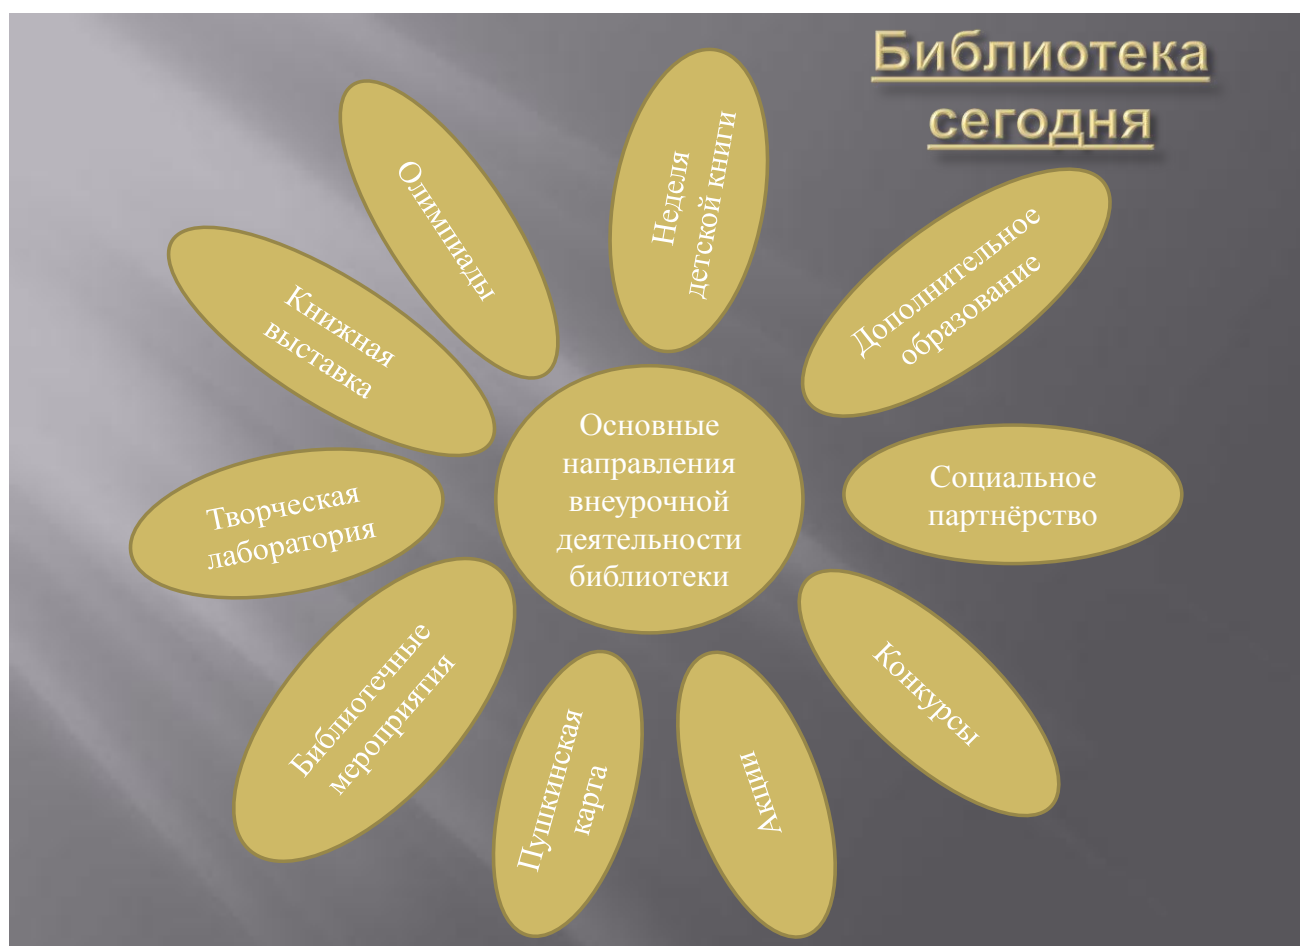 Библиотека
сегодня
Неделя
детской книги
Олимпиады
Дополнительное
образование
Книжная
выставка
Основные
направления
внеурочной
деятельности
библиотеки
Социальное
партнёрство
Творческая
лаборатория
Библиотечные
мероприятия
Конкурсы
Пушкинская
карта
Акции